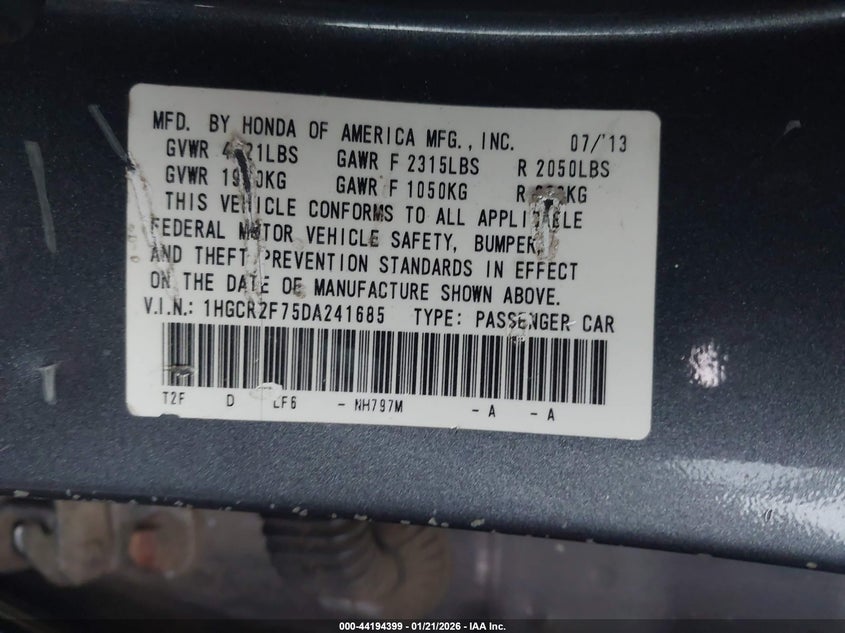 MFD. BY HONDA OF AMERICA MFG., INC. 07/'13
GVWR GAWR F 2315LBS R 2050LBS
GVWR GAWR F 1050KG R
THIS VEHICLE CONFORMS TO ALL APPLICABLE
FEDERAL MOTOR VEHICLE SAFETY, BUMPER,
AND THEFT PREVENTION STANDARDS IN EFFECT
ON THE DATE OF MANUFACTURE SHOWN ABOVE.
V.I.N.: 1HGCR2F75DA241685 TYPE: PASSENGER CAR
T2F D - NH797M - A - A
000-44194399 / 01/21/2026 - IAA Inc.